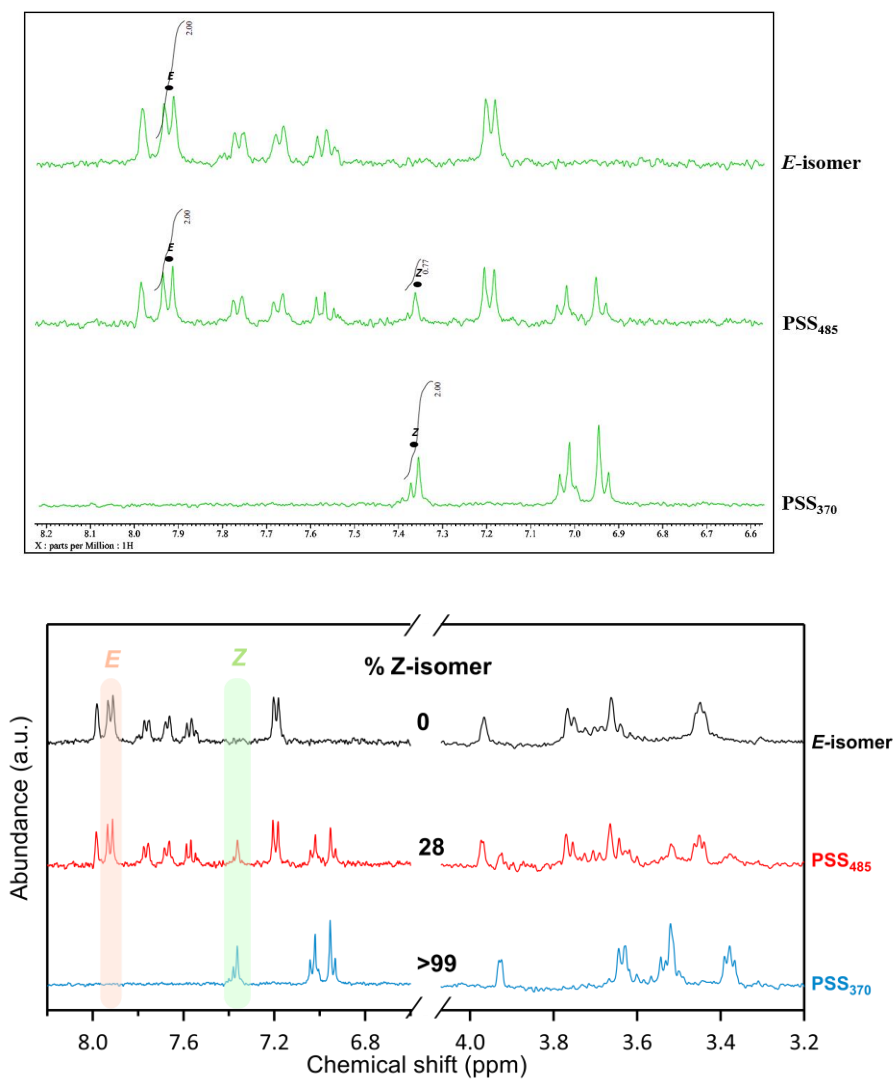 2.00
E
E-isomer
2.00
E
0.77
Z
PSS485
2.00
Z
PSS370
8.2 8.1 8.0 7.9 7.8 7.7 7.6 7.5 7.4 7.3 7.2 7.1 7.0 6.9 6.8 6.7 6.6
X : parts per Million : 1H
E Z % Z-isomer
0
E-isomer
28
PSS485
>99
PSS370
Abundance (a.u.)
8.0 7.6 7.2 6.8 4.0 3.8 3.6 3.4 3.2
Chemical shift (ppm)